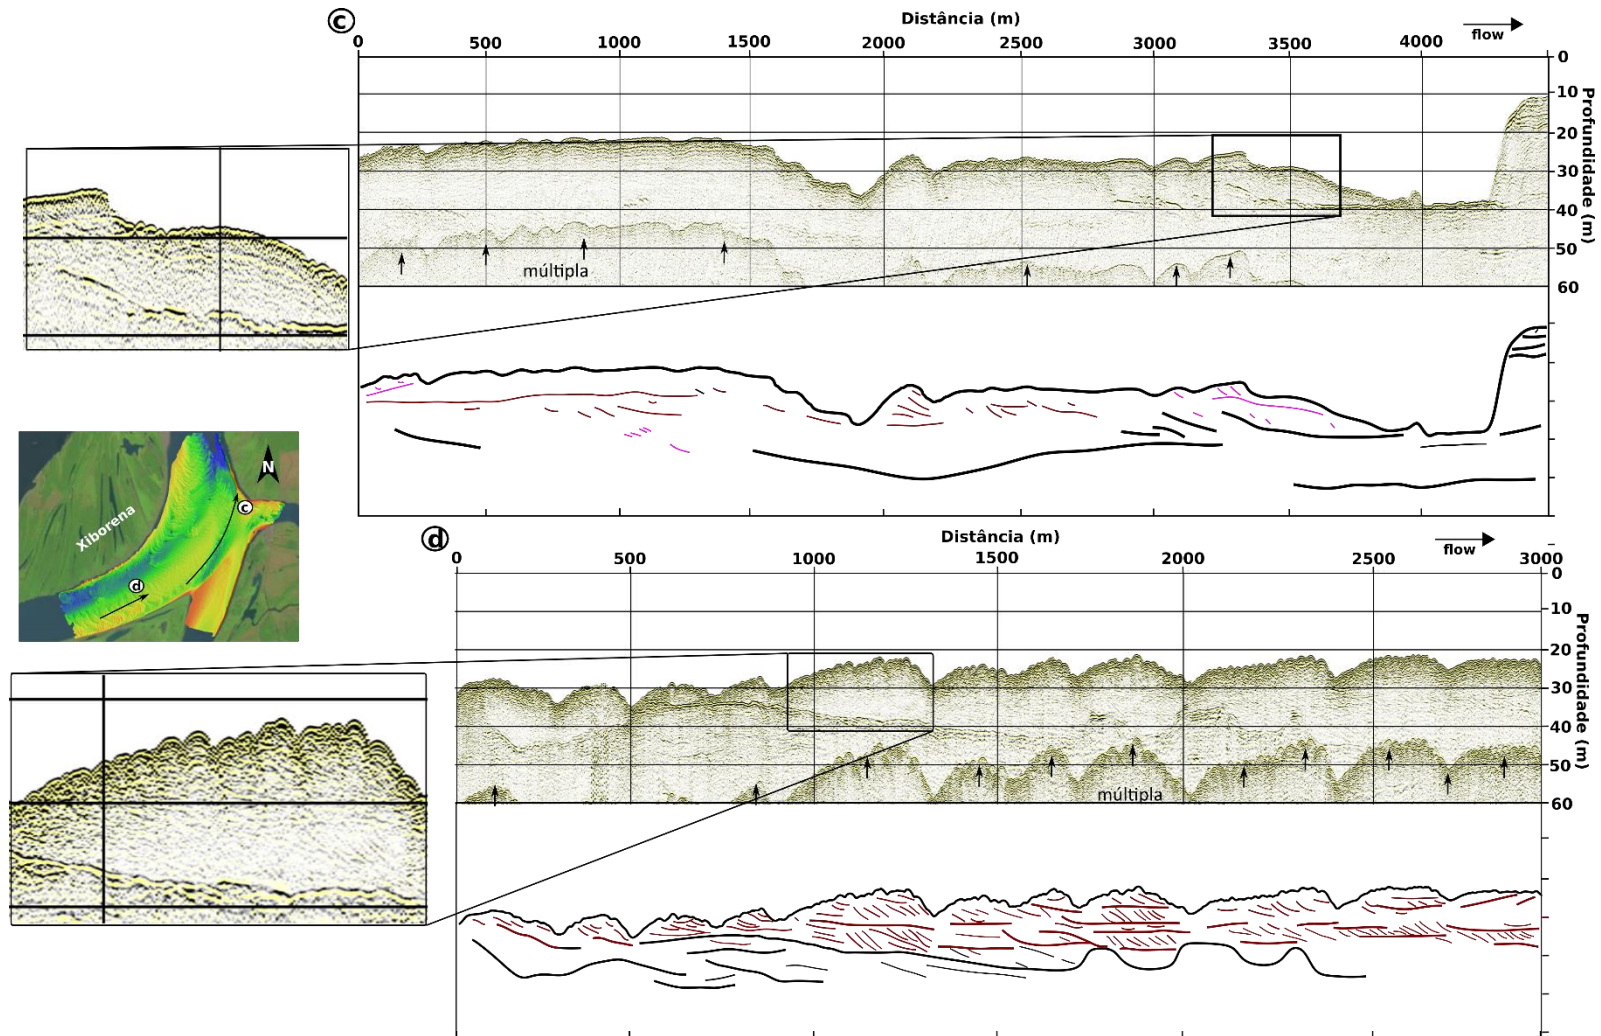 c
Distância (m)
flow
0 500 1000 1500 2000 2500 3000 3500 4000
0
10
20
30
40
50
60
Profundidade (m)
múltipla
N
Xiborena
c
d
d
Distância (m)
flow
0 500 1000 1500 2000 2500 3000
0
10
20
30
40
50
60
Profundidade (m)
múltipla